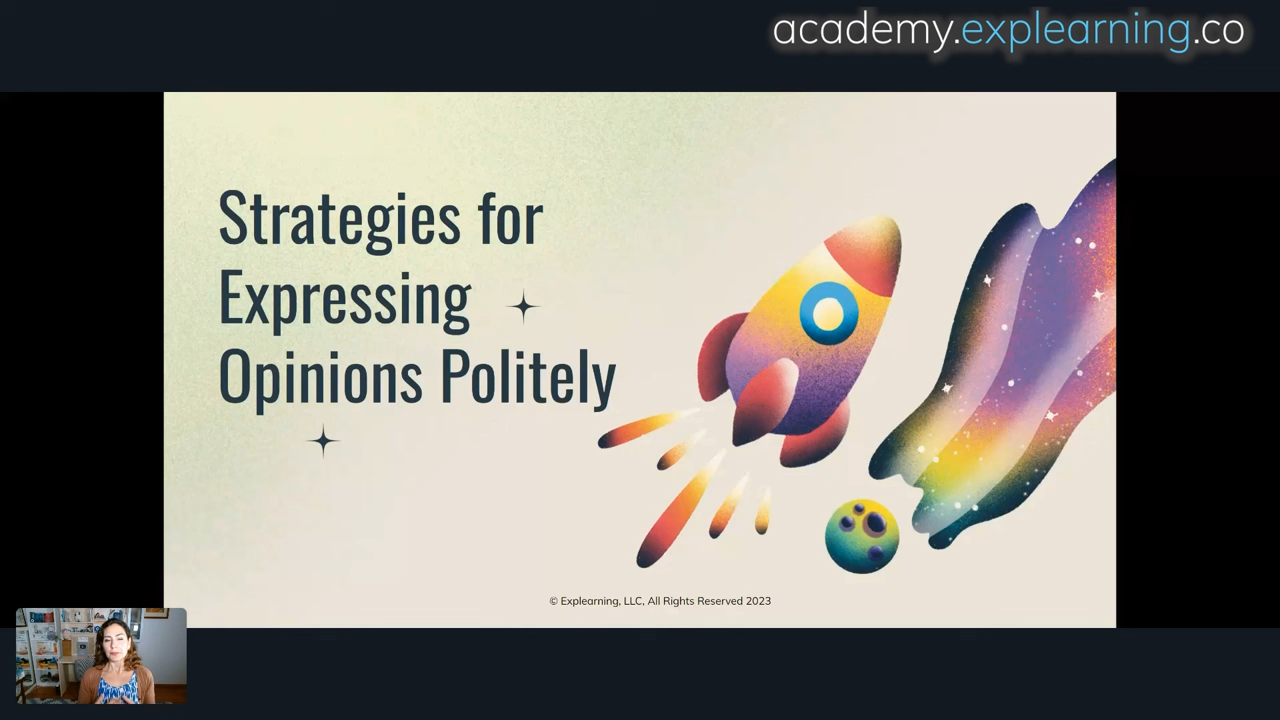 academy.explearning.co
Strategies for
Expressing
Opinions Politely
© Explearning, LLC, All Rights Reserved 2023